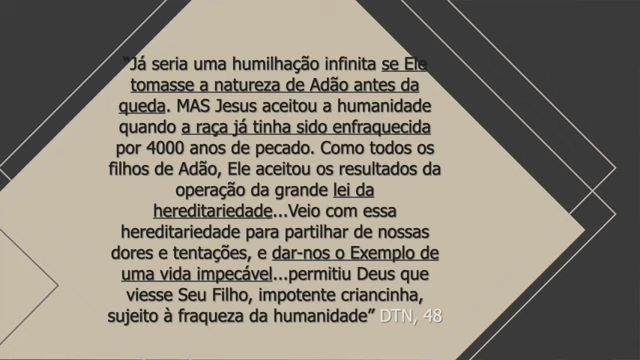 "Já seria uma humilhação infinita se Ele
tomasse a natureza de Adão antes da
queda. MAS Jesus aceitou a humanidade
quando a raça já tinha sido enfraquecida
por 4000 anos de pecado. Como todos os
filhos de Adão, Ele aceitou os resultados da
operação da grande lei da
hereditariedade...Veio com essa
hereditariedade para partilhar de nossas
dores e tentações, e dar-nos o Exemplo de
uma vida impecável...permitiu Deus que
viesse Seu Filho, impotente criancinha,
sujeito à fraqueza da humanidade" DTN, 48